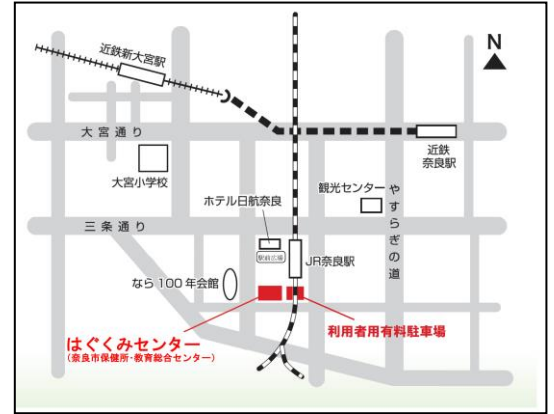 近鉄新大宮駅
N
大宮通り
近鉄
奈良駅
大宮小学校
観光センター
やすらぎの道
ホテル日航奈良
三条通り
駅前広場
JR奈良駅
なら100年会館
はぐくみセンター
(奈良市保健所・教育総合センター)
利用者用有料駐車場